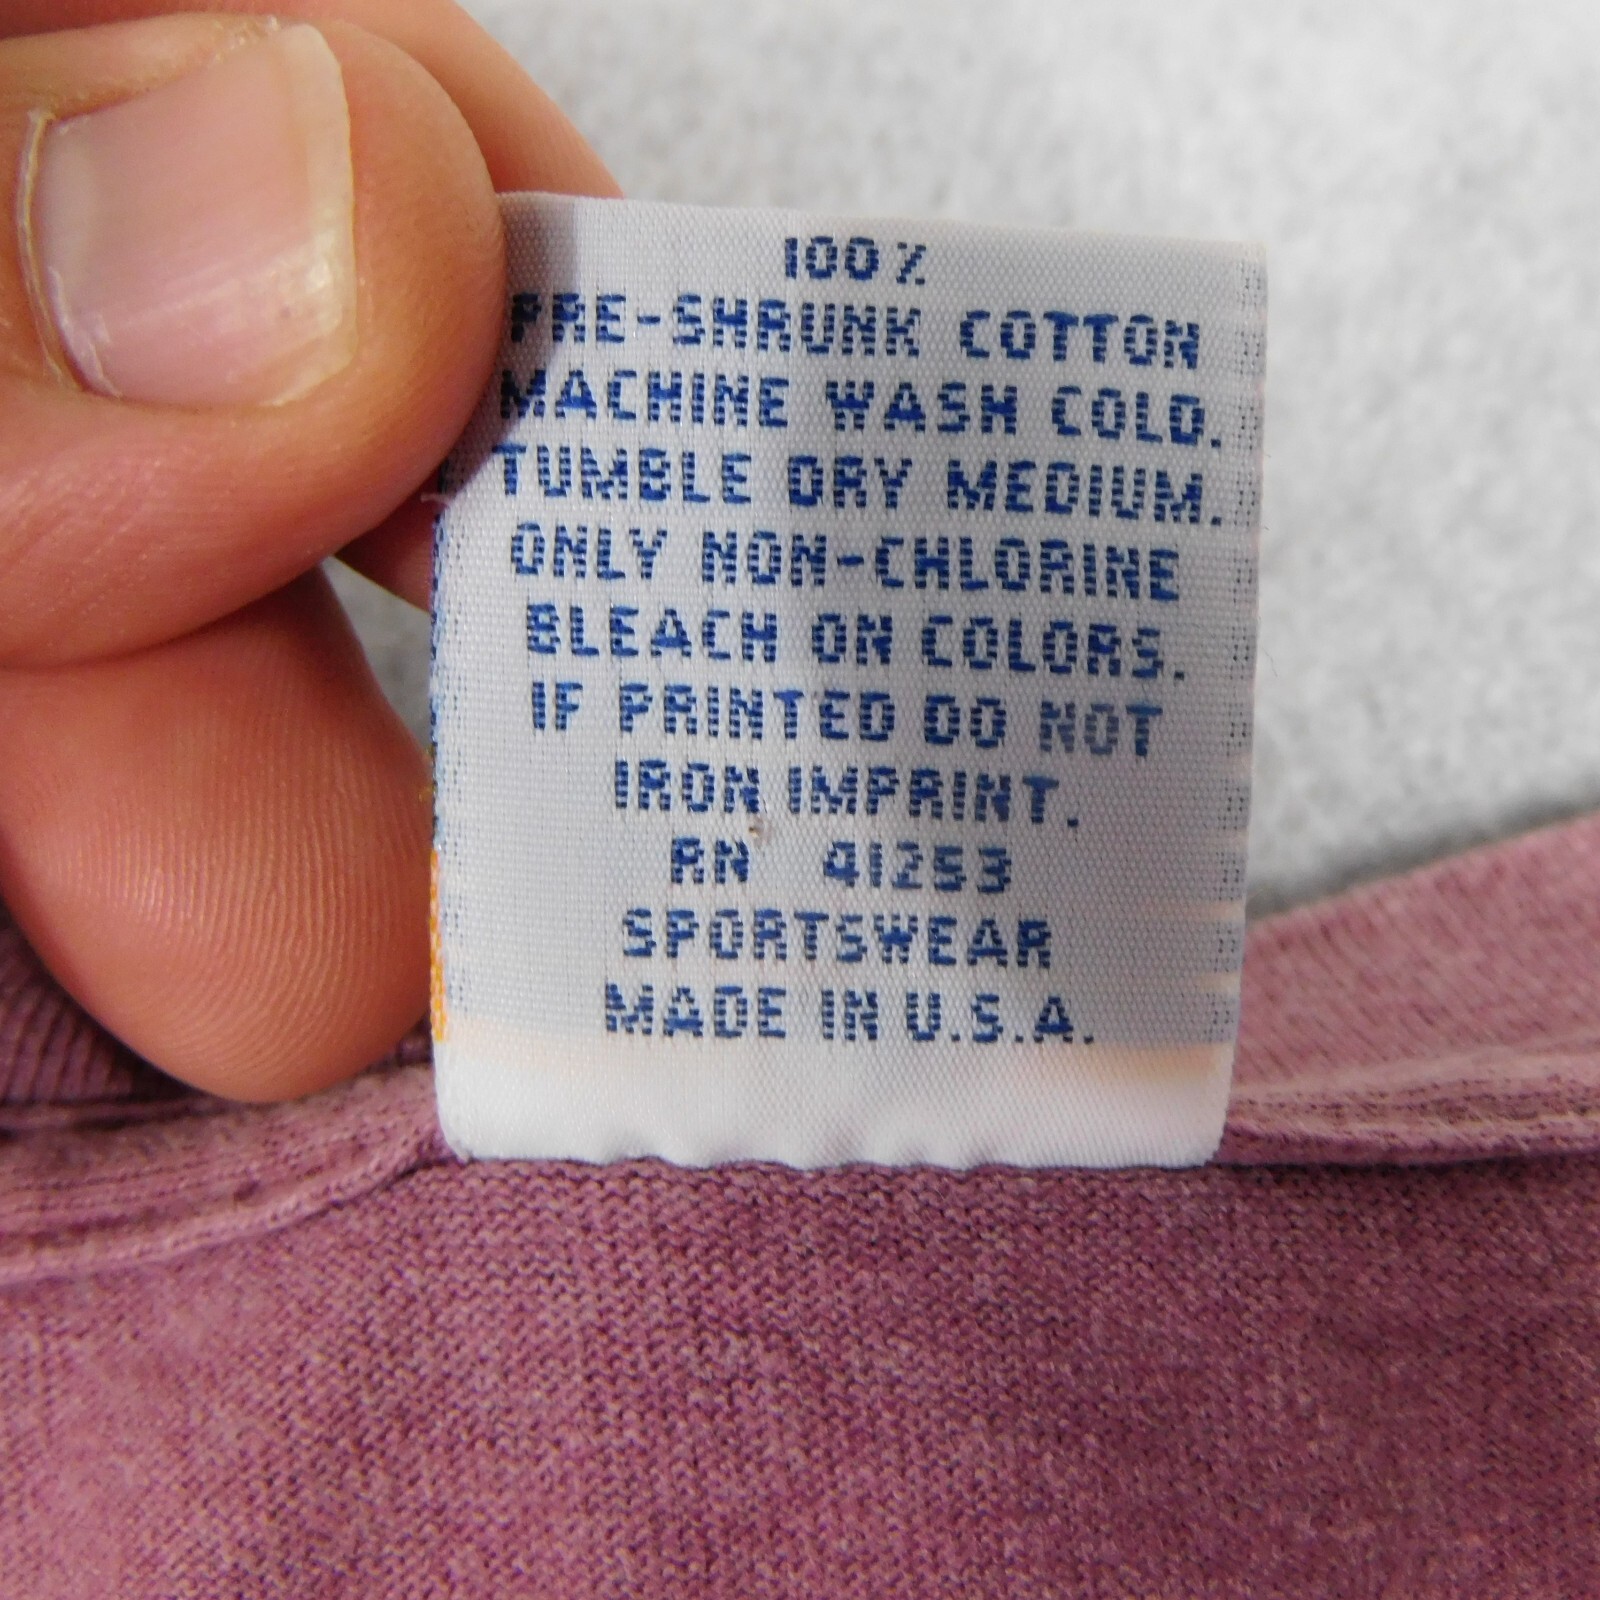 100%
PRE-SHRUNK COTTON
MACHINE WASH COLD.
TUMBLE DRY MEDIUM.
ONLY NON-CHLORINE
BLEACH ON COLORS.
IF PRINTED DO NOT
IRON IMPRINT.
RN 41253
SPORTSWEAR
MADE IN U.S.A.